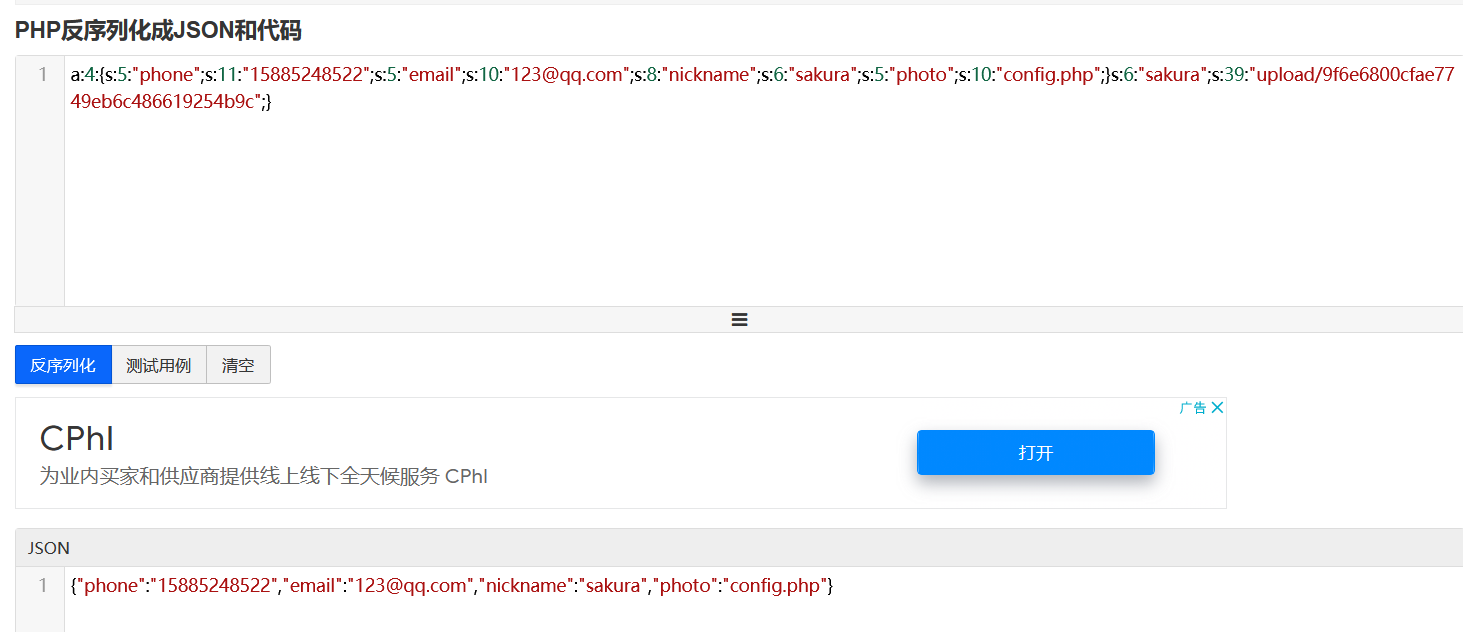 PHP反序列化成JSON和代码
1
a:4:{s:5:"phone";s:11:"15885248522";s:5:"email";s:10:"123@qq.com";s:8:"nickname";s:6:"sakura";s:5:"photo";s:10:"config.php";}s:6:"sakura";s:39:"upload/9f6e6800cfae77
49eb6c486619254b9c";}
反序列化 测试用例 清空
广告
CPhI
为业内买家和供应商提供线上线下全天候服务 CPhI
打开
JSON
1
{"phone":"15885248522","email":"123@qq.com","nickname":"sakura","photo":"config.php"}